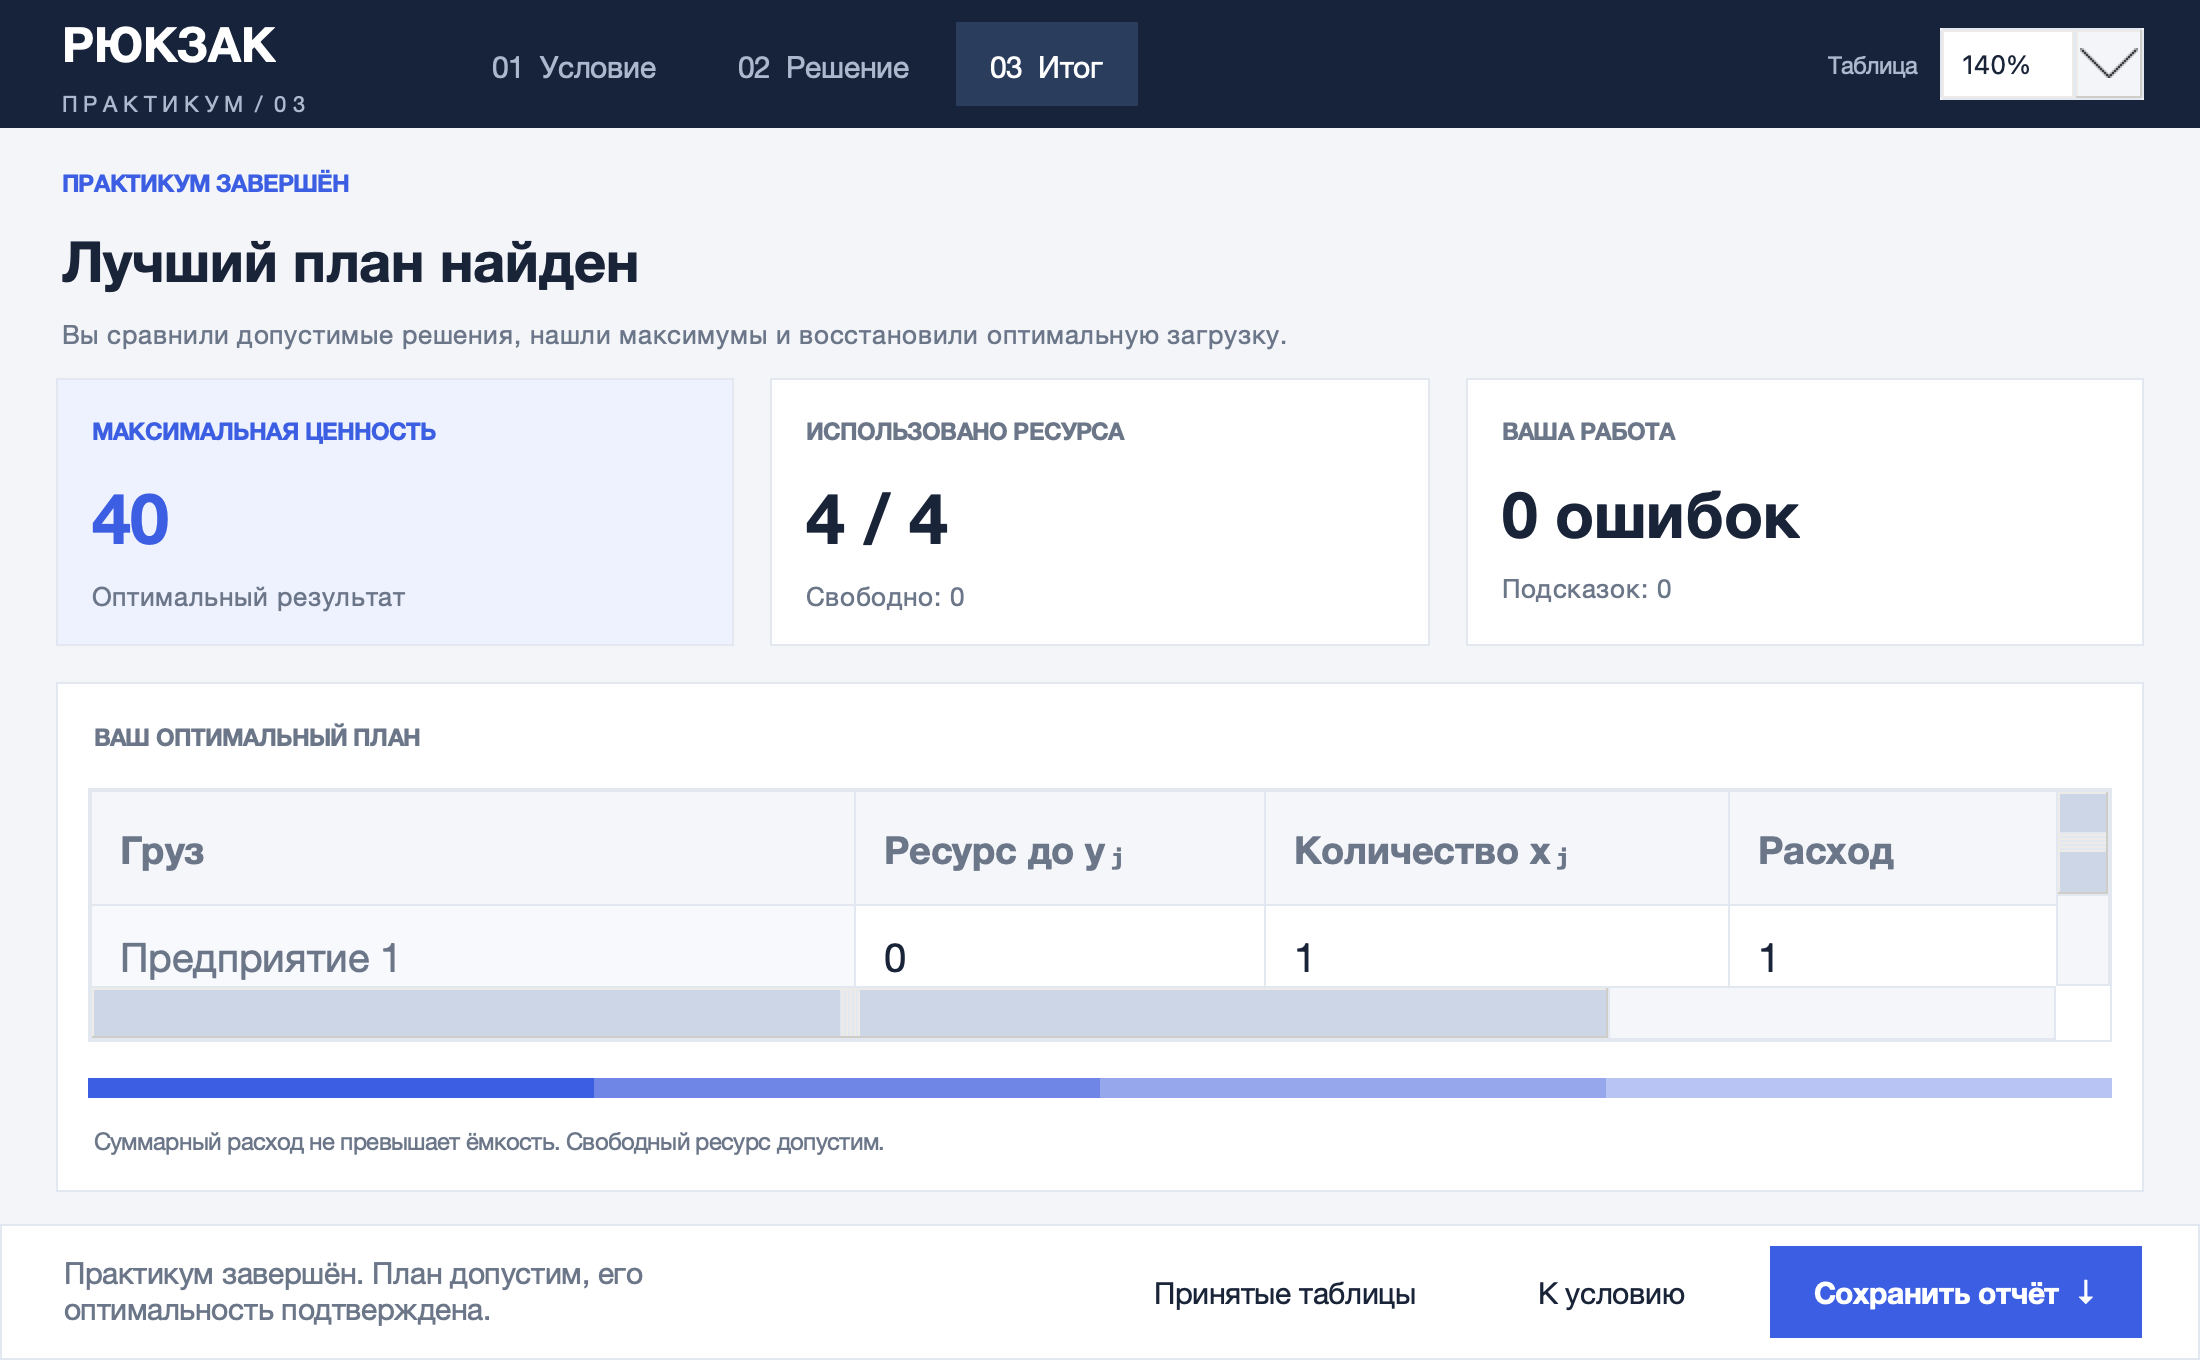 РЮКЗАК
ПРАКТИКУМ / 03
01 Условие
02 Решение
03 Итог
Таблица
140%
ПРАКТИКУМ ЗАВЕРШЁН
Лучший план найден
Вы сравнили допустимые решения, нашли максимумы и восстановили оптимальную загрузку.
МАКСИМАЛЬНАЯ ЦЕННОСТЬ
40
Оптимальный результат
ИСПОЛЬЗОВАНО РЕСУРСА
4 / 4
Свободно: 0
ВАША РАБОТА
0 ошибок
Подсказок: 0
ВАШ ОПТИМАЛЬНЫЙ ПЛАН
Груз Ресурс до yⱼ Количество xⱼ Расход
Предприятие 1 0 1 1
Суммарный расход не превышает ёмкость. Свободный ресурс допустим.
Практикум завершён. План допустим, его
оптимальность подтверждена.
Принятые таблицы
К условию
Сохранить отчёт ↓